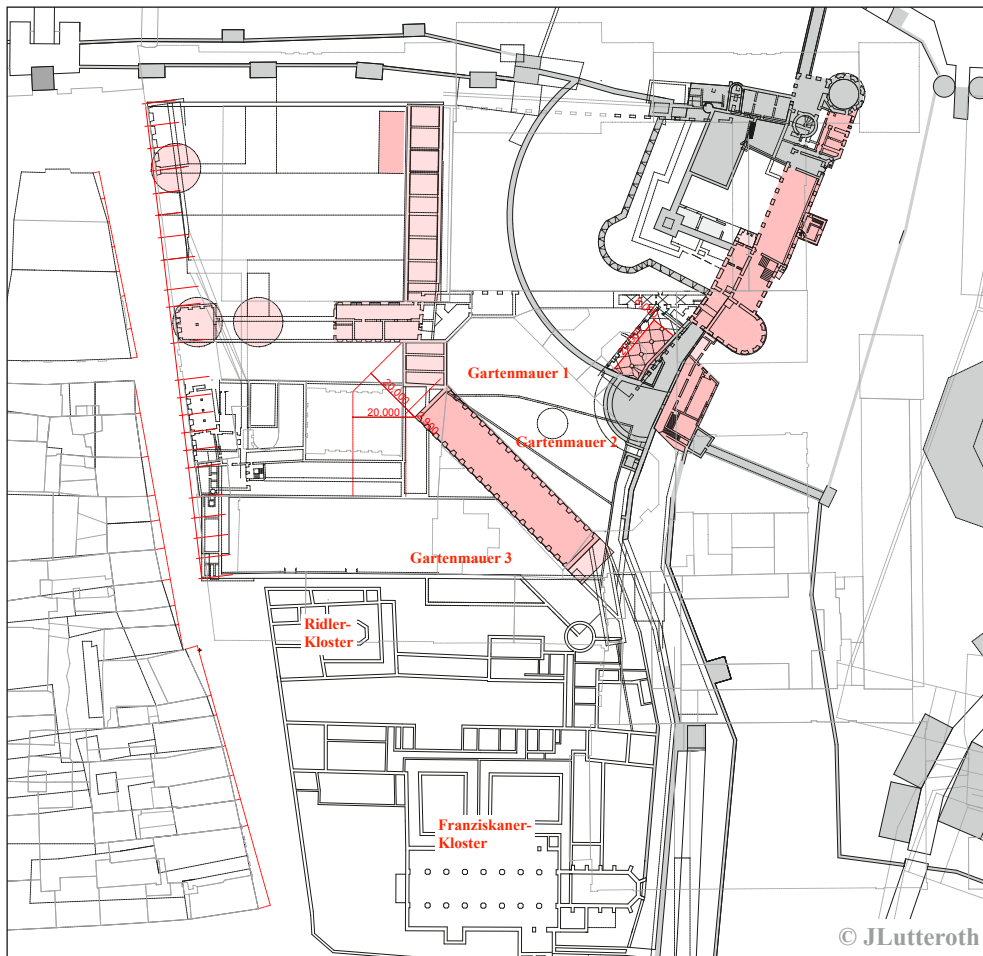 Gartenmauer 1
20.000
20.000
Gartenmauer 2
Gartenmauer 3
Ridler-
Kloster
Franziskaner-
Kloster
© JLutteroth